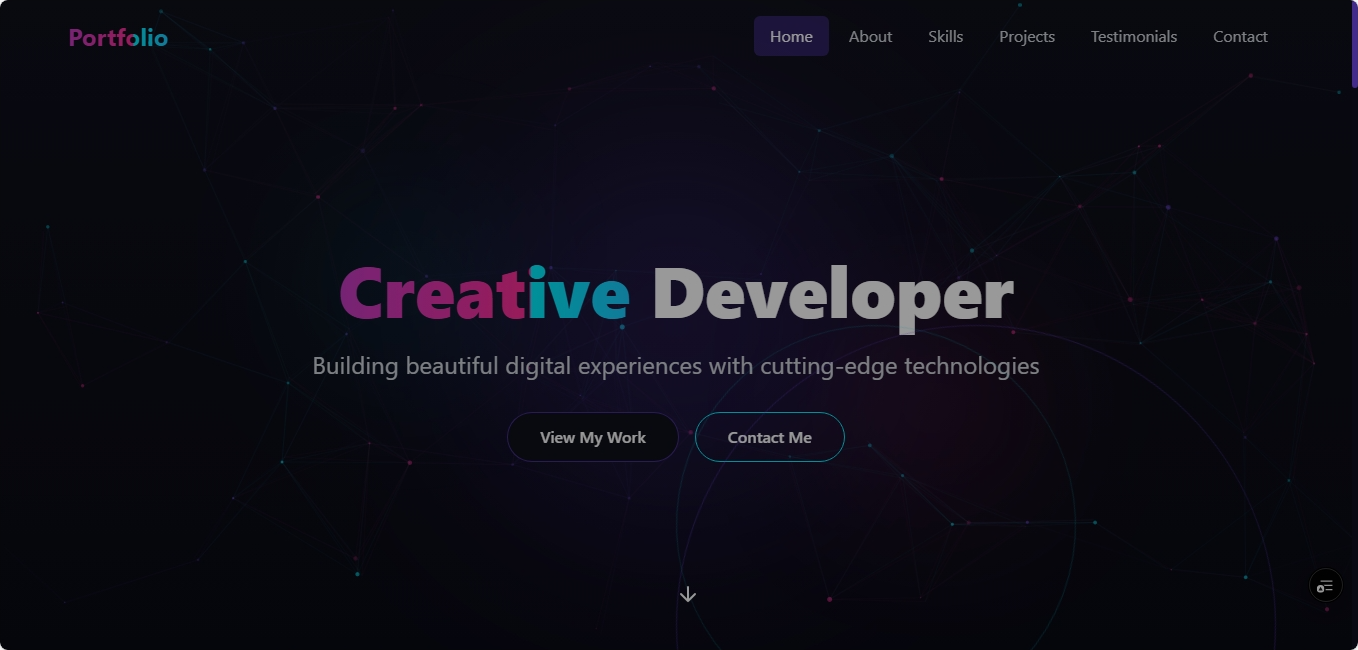 Portfolio
Home About Skills Projects Testimonials Contact
Creative Developer
Building beautiful digital experiences with cutting-edge technologies
View My Work Contact Me